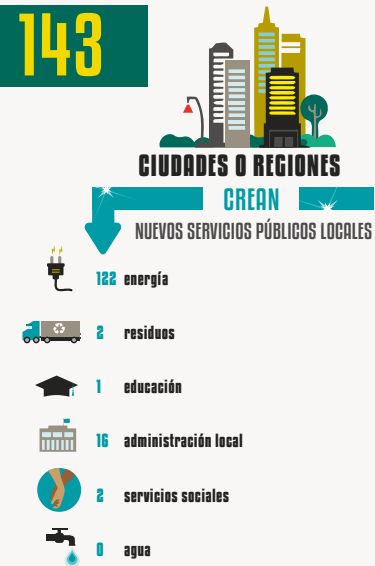 143
CIUDADES O REGIONES
CREAN
NUEVOS SERVICIOS PÚBLICOS LOCALES
122 energía
2 residuos
1 educación
16 administración local
2 servicios sociales
0 agua